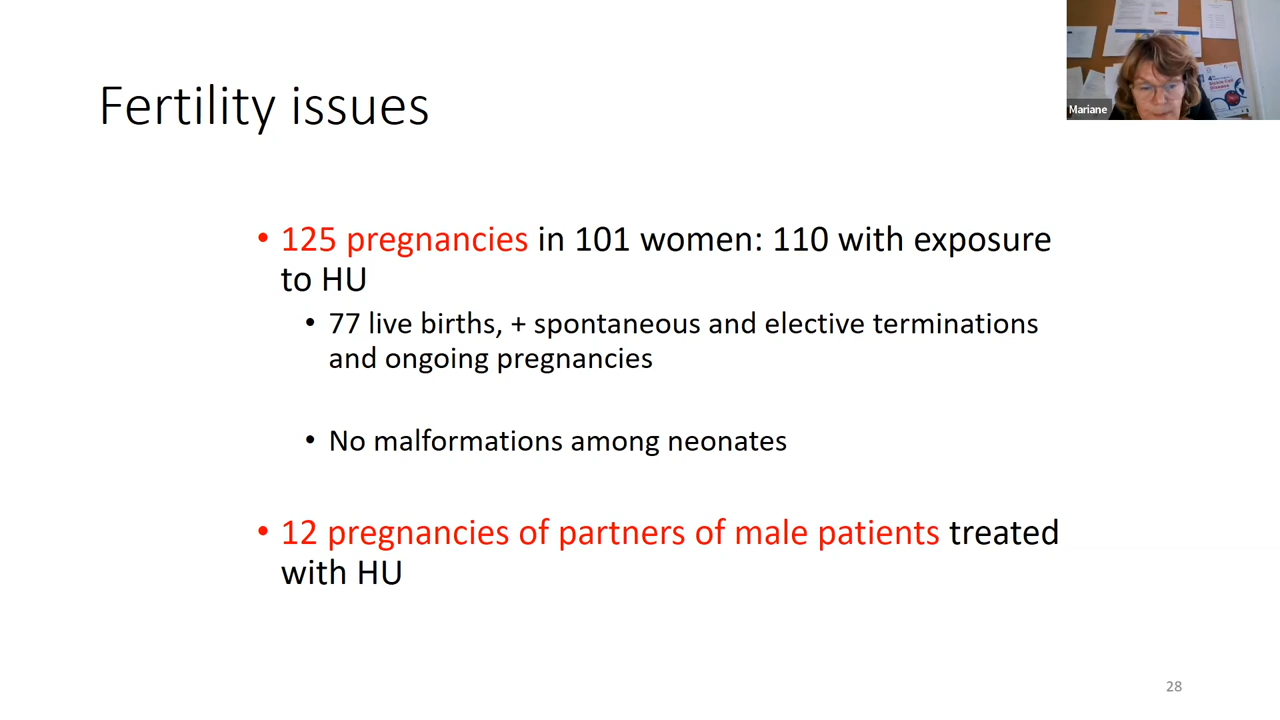 Fertility issues
Mariane
• 125 pregnancies in 101 women: 110 with exposure
to HU
• 77 live births, + spontaneous and elective terminations
and ongoing pregnancies
• No malformations among neonates
• 12 pregnancies of partners of male patients treated
with HU
28